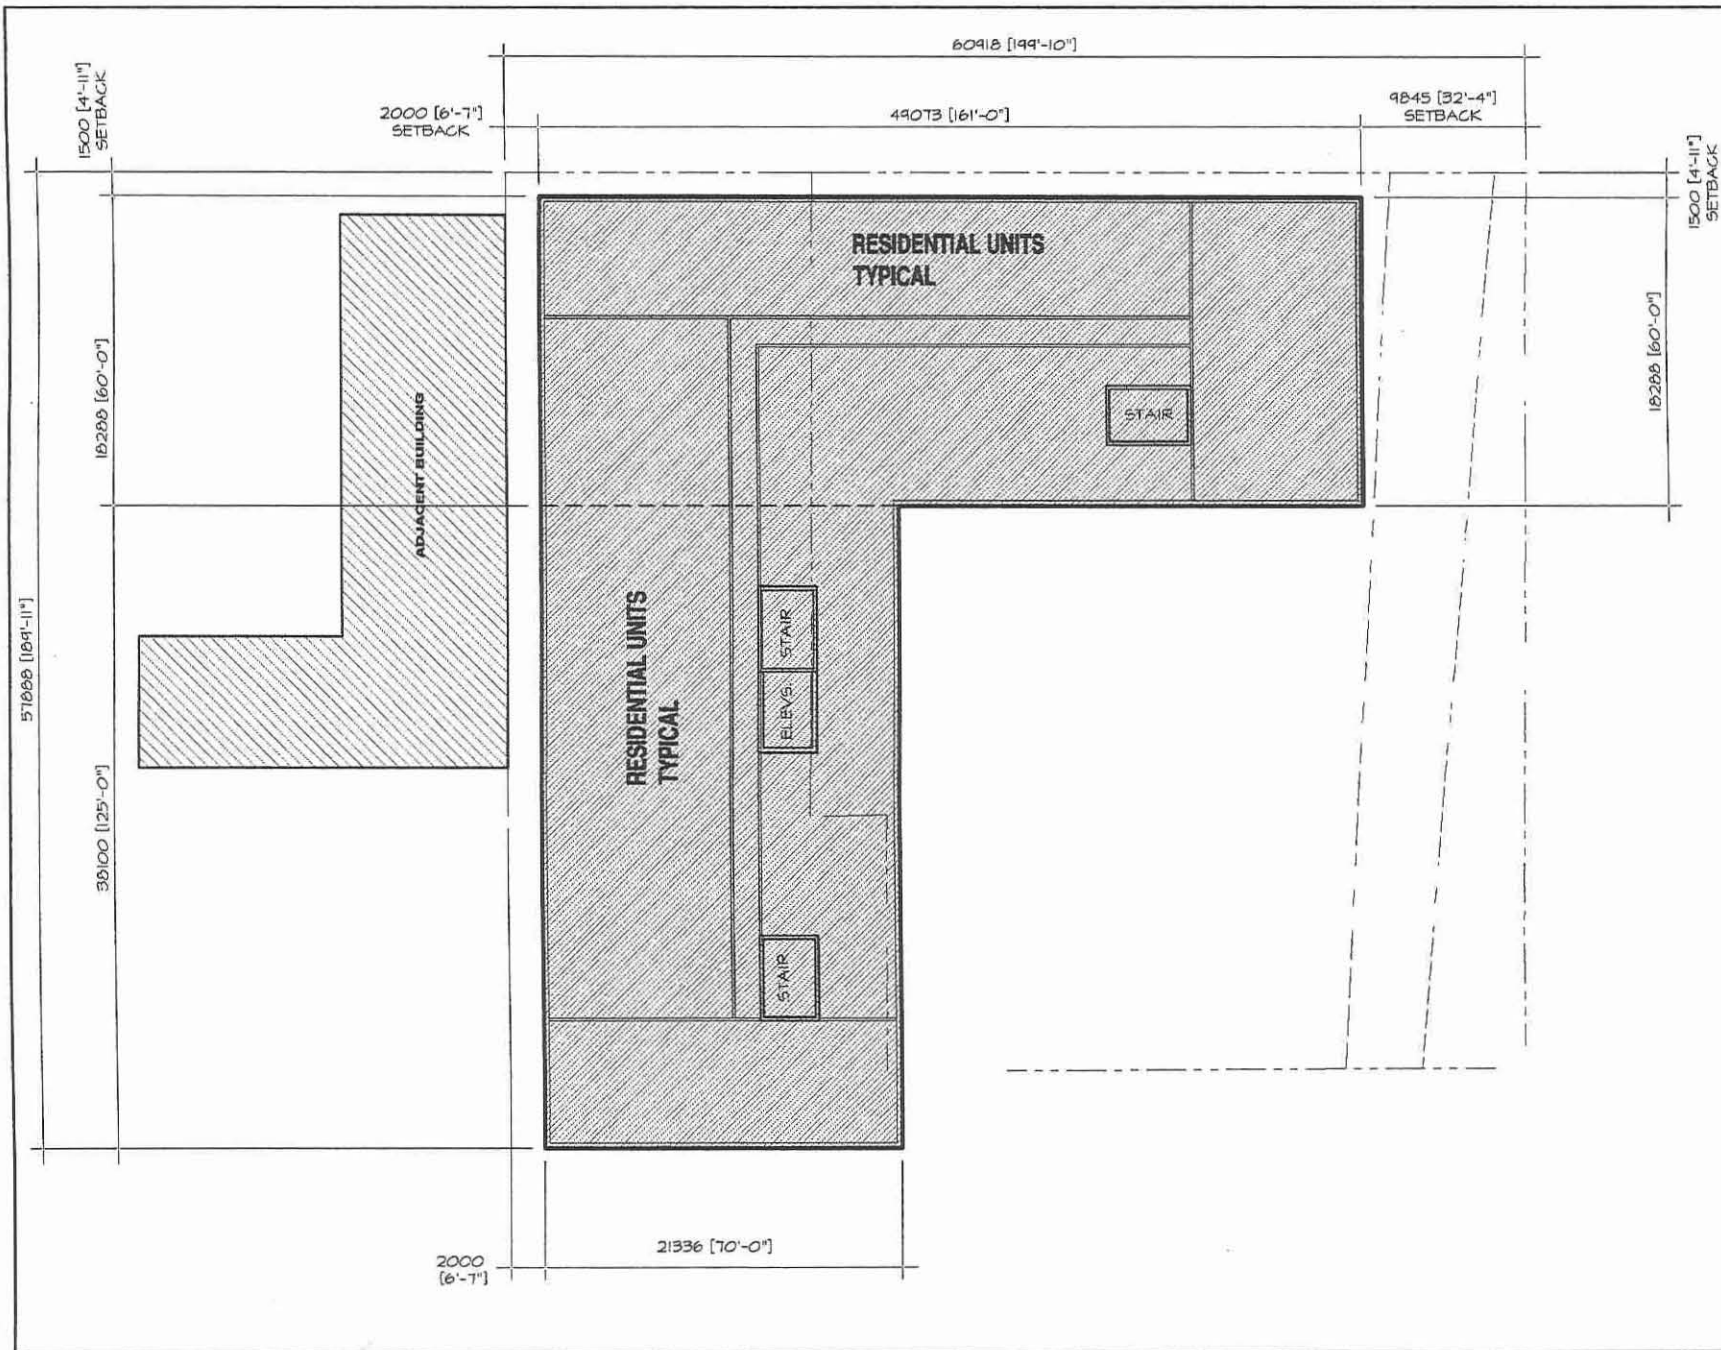 60918 [199'-10"]
1500 [4'-11"]
SETBACK
2000 [6'-7"]
SETBACK
49073 [161'-0"]
9845 [32'-4"]
SETBACK
1500 [4'-11"]
SETBACK
RESIDENTIAL UNITS
TYPICAL
18288 [60'-0"]
ADJACENT BUILDING
STAIR
18288 [60'-0"]
57888 [189'-11"]
RESIDENTIAL UNITS
TYPICAL
STAIR
ELEVS.
38100 [125'-0"]
STAIR
21336 [70'-0"]
2000
[6'-7"]